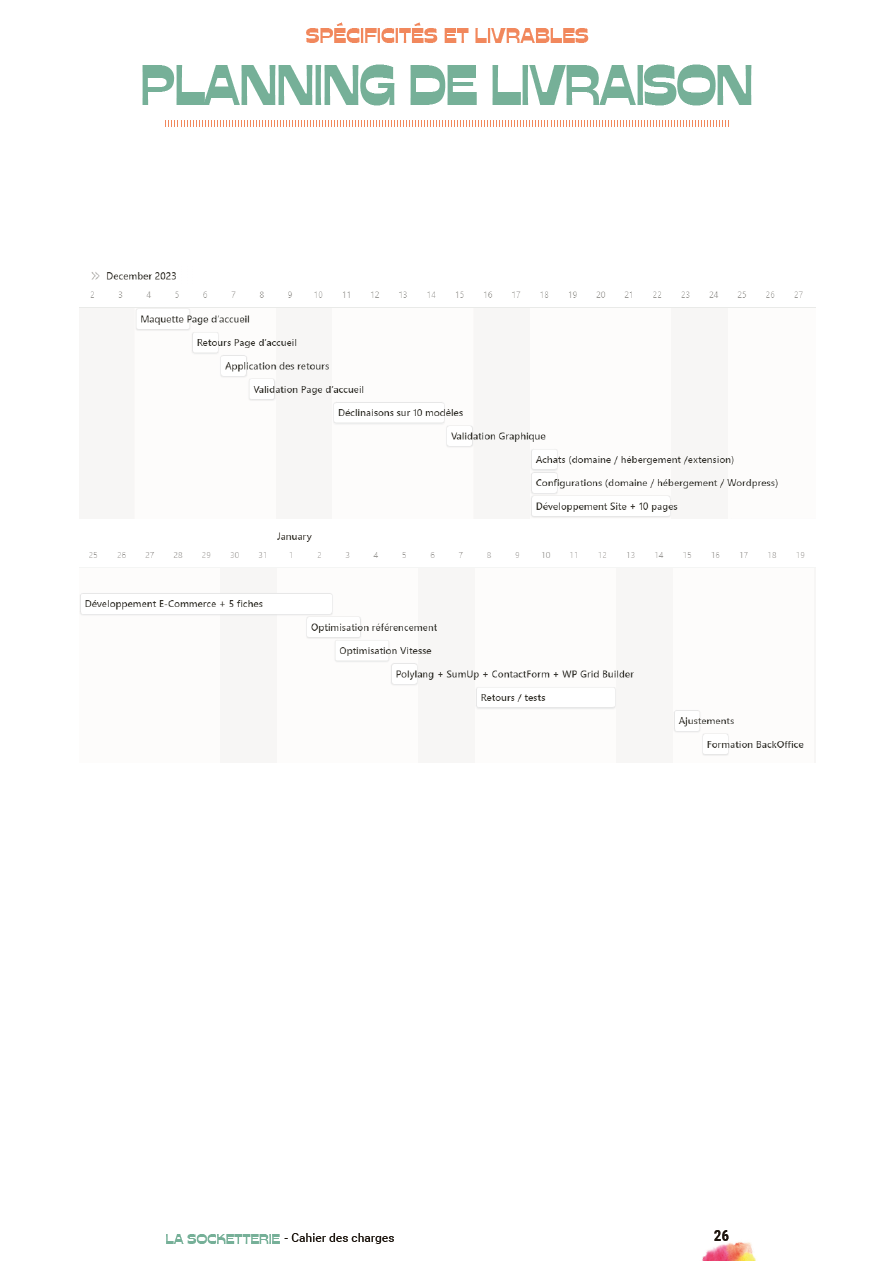 SPÉCIFICITÉS ET LIVRABLES
PLANNING DE LIVRAISON
December 2023
2 3 4 5 6 7 8 9 10 11 12 13 14 15 16 17 18 19 20 21 22 23 24 25 26 27
Maquette Page d'accueil
Retours Page d'accueil
Application des retours
Validation Page d'accueil
Déclinaisons sur 10 modèles
Validation Graphique
Achats (domaine / hébergement /extension)
Configurations (domaine / hébergement / Wordpress)
Développement Site + 10 pages
January
25 26 27 28 29 30 31 1 2 3 4 5 6 7 8 9 10 11 12 13 14 15 16 17 18 19
Développement E-Commerce + 5 fiches
Optimisation référencement
Optimisation Vitesse
Polylang + SumUp + ContactForm + WP Grid Builder
Retours / tests
Ajustements
Formation BackOffice
LA SOCKETTERIE - Cahier des charges
26